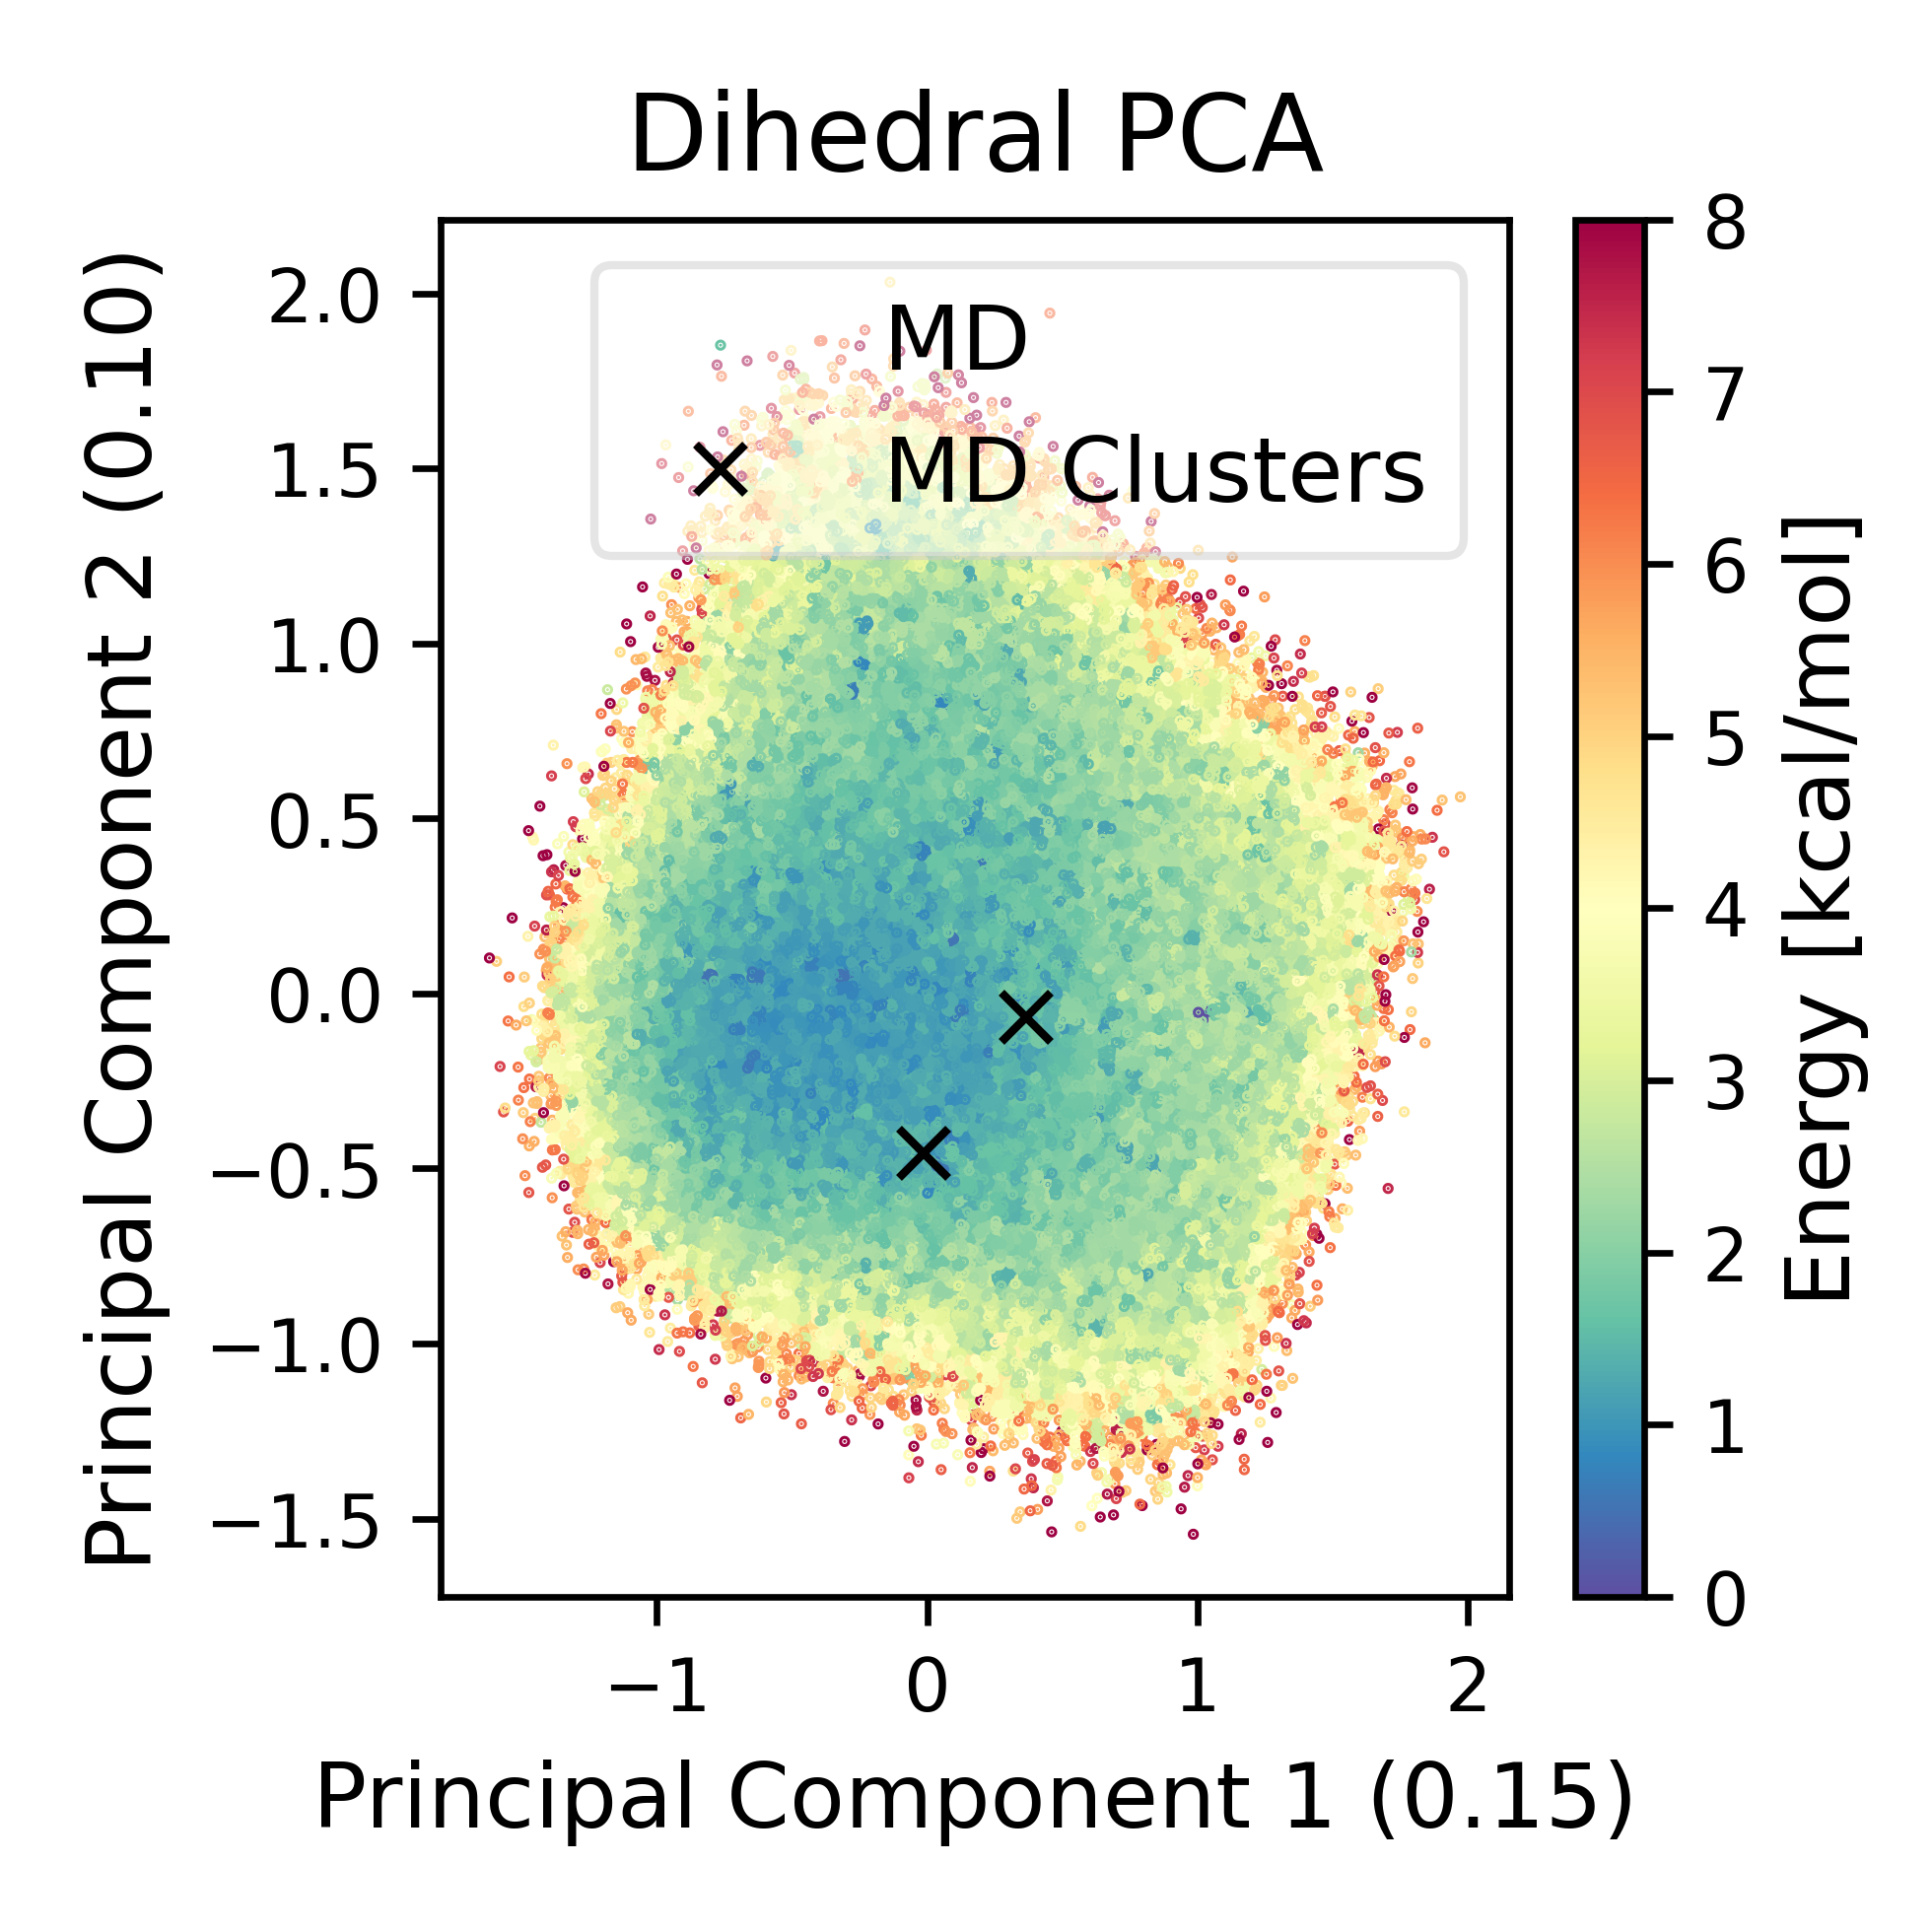 Dihedral PCA
MD
MD Clusters
Principal Component 2 (0.10)
2.0
1.5
1.0
0.5
0.0
−0.5
−1.0
−1.5
−1 0 1 2
Principal Component 1 (0.15)
8
7
6
5
4
3
2
1
0
Energy [kcal/mol]